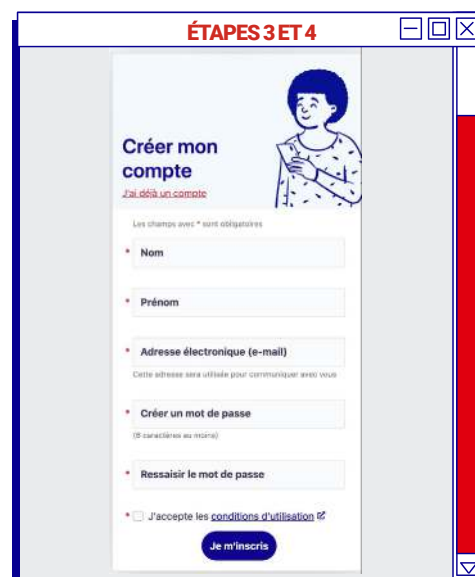 ÉTAPES 3 ET 4
Créer mon
compte
J'ai déjà un compte
Les champs avec * sont obligatoires
* Nom
* Prénom
* Adresse électronique (e-mail)
Cette adresse sera utilisée pour communiquer avec vous
* Créer un mot de passe
(8 caractères au moins)
* Ressaisir le mot de passe
* J'accepte les conditions d'utilisation
Je m'inscris